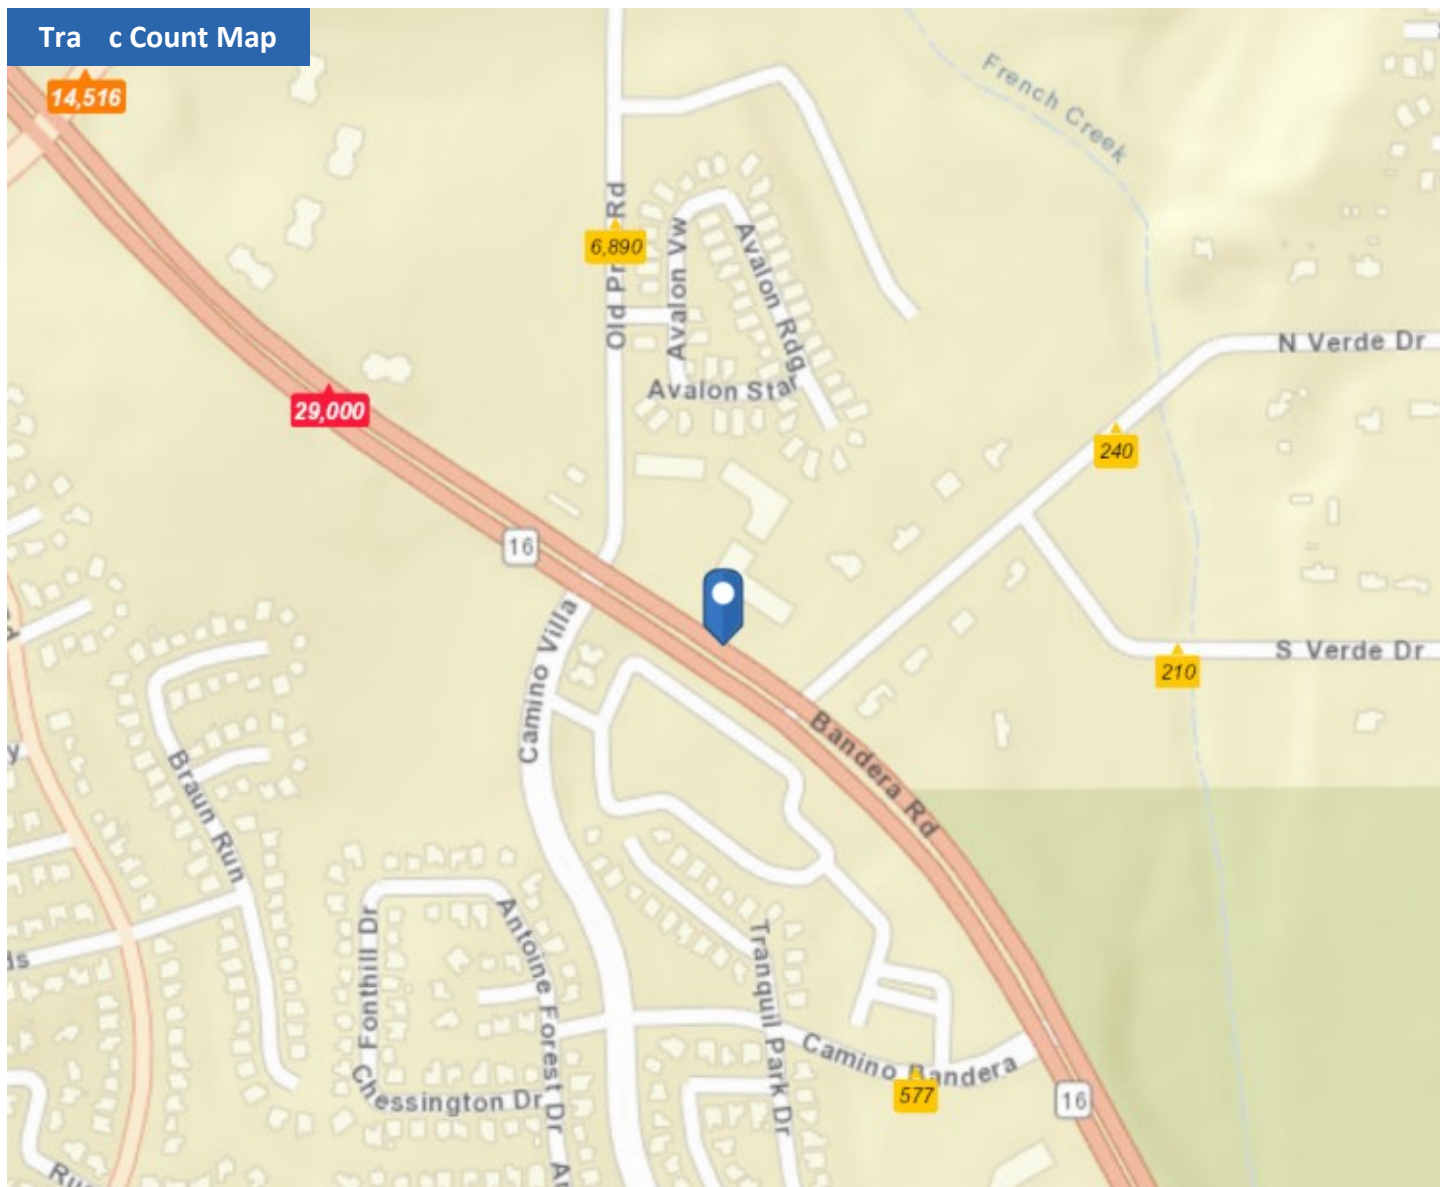 Tra c Count Map
14,516
French Creek
Old Pr Rd
6,890
Avalon Vw
Avalon Rdg
N Verde Dr
Avalon Star
29,000
240
16
Camino Villa
S Verde Dr
210
Bandera Rd
Braun Run
Fonthill Dr
Antoine Forest Dr
Tranquil Park Dr
Camino Bandera
577
Chessington Dr
16